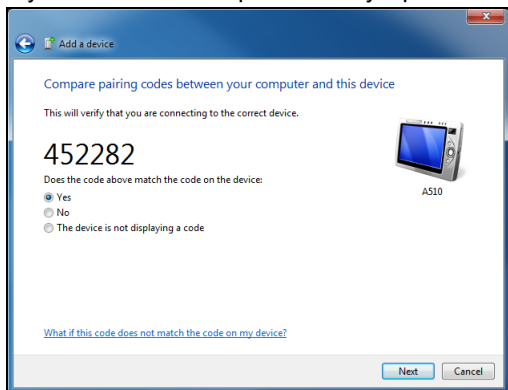 Add a device
Compare pairing codes between your computer and this device
This will verify that you are connecting to the correct device.
452282
Does the code above match the code on the device:
Yes
No
The device is not displaying a code
A510
What if this code does not match the code on my device?
Next Cancel